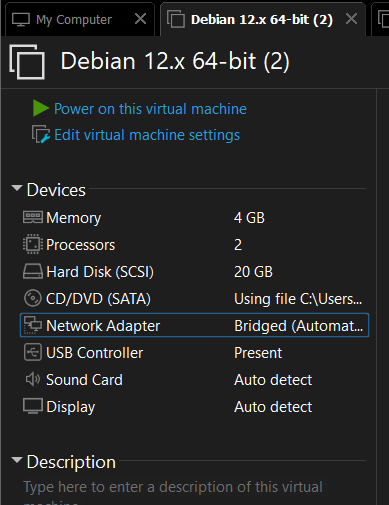 My Computer
Debian 12.x 64-bit (2)
Debian 12.x 64-bit (2)
Power on this virtual machine
Edit virtual machine settings
Devices
Memory 4 GB
Processors 2
Hard Disk (SCSI) 20 GB
CD/DVD (SATA) Using file C:\Users...
Network Adapter Bridged (Automat...
USB Controller Present
Sound Card Auto detect
Display Auto detect
Description
Type here to enter a description of this virtual
machine